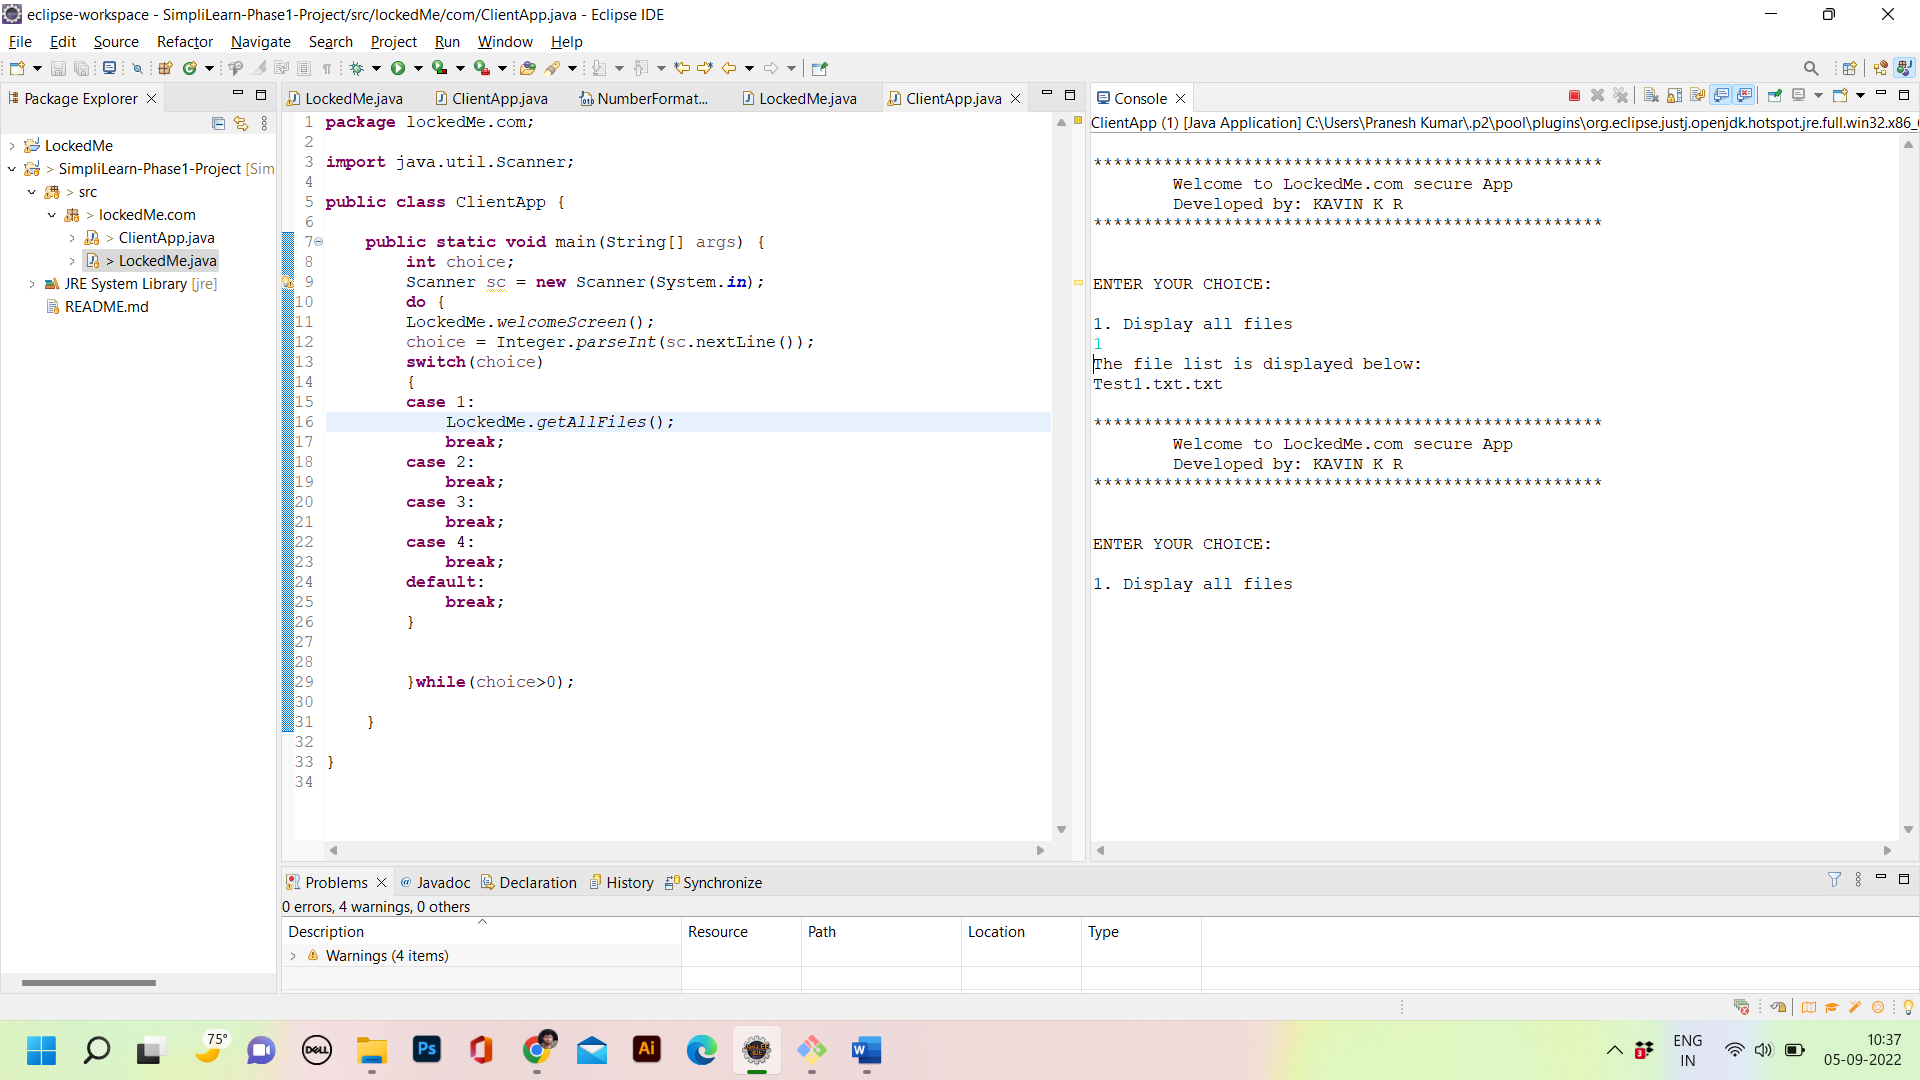 eclipse-workspace - SimpliLearn-Phase1-Project/src/lockedMe/com/ClientApp.java - Eclipse IDE
File Edit Source Refactor Navigate Search Project Run Window Help
Package Explorer
LockedMe
> SimpliLearn-Phase1-Project [Sim
> src
> lockedMe.com
> ClientApp.java
> LockedMe.java
JRE System Library [jre]
README.md
LockedMe.java ClientApp.java NumberFormat... LockedMe.java ClientApp.java
1 package lockedMe.com;
2
3 import java.util.Scanner;
4
5 public class ClientApp {
6
7 public static void main(String[] args) {
8 int choice;
9 Scanner sc = new Scanner(System.in);
10 do {
11 LockedMe.welcomeScreen();
12 choice = Integer.parseInt(sc.nextLine());
13 switch(choice)
14 {
15 case 1:
16 LockedMe.getAllFiles();
17 break;
18 case 2:
19 break;
20 case 3:
21 break;
22 case 4:
23 break;
24 default:
25 break;
26 }
27
28
29 }while(choice>0);
30
31 }
32
33 }
34
Console
ClientApp (1) [Java Application] C:\Users\Pranesh Kumar\.p2\pool\plugins\org.eclipse.justj.openjdk.hotspot.jre.full.win32.x86_
***************************************************
Welcome to LockedMe.com secure App
Developed by: KAVIN K R
***************************************************
ENTER YOUR CHOICE:
1. Display all files
1
The file list is displayed below:
Test1.txt.txt
***************************************************
Welcome to LockedMe.com secure App
Developed by: KAVIN K R
***************************************************
ENTER YOUR CHOICE:
1. Display all files
Problems @ Javadoc Declaration History Synchronize
0 errors, 4 warnings, 0 others
Description Resource Path Location Type
Warnings (4 items)
75°
DELL
Ps
Ai
W
3
ENG
IN
10:37
05-09-2022